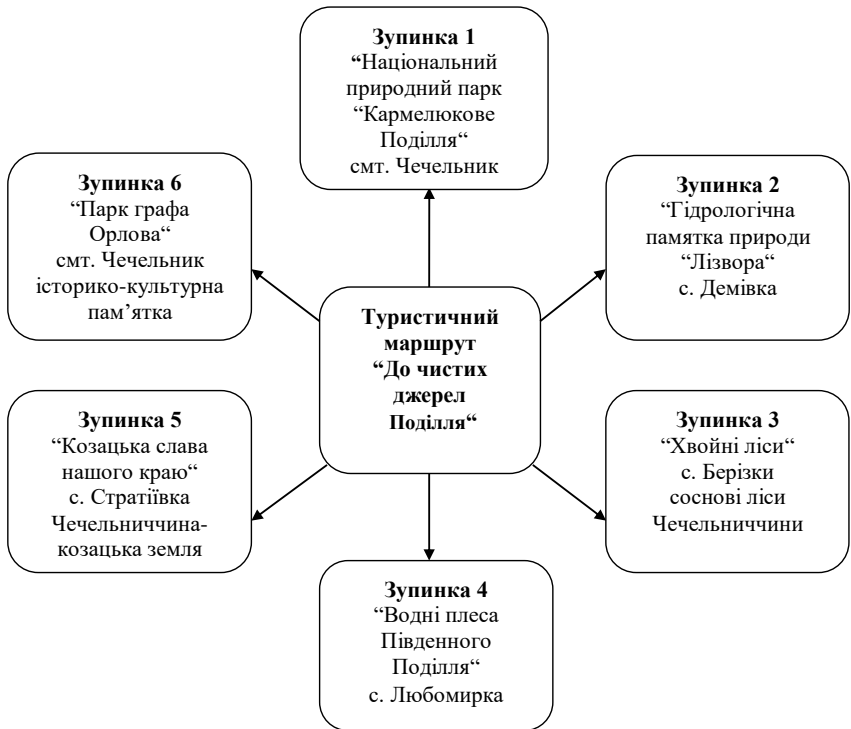 Зупинка 1
“Національний
природний парк
“Кармелюкове
Поділля“
смт. Чечельник
Зупинка 6
“Парк графа
Орлова“
смт. Чечельник
історико-культурна
пам’ятка
Зупинка 2
“Гідрологічна
памятка природи
“Лізвора“
с. Демівка
Туристичний
маршрут
“До чистих
джерел
Поділля“
Зупинка 5
“Козацька слава
нашого краю“
с. Стратіївка
Чечельниччина-
козацька земля
Зупинка 3
“Хвойні ліси“
с. Берізки
соснові ліси
Чечельниччини
Зупинка 4
“Водні плеса
Південного
Поділля“
с. Любомирка